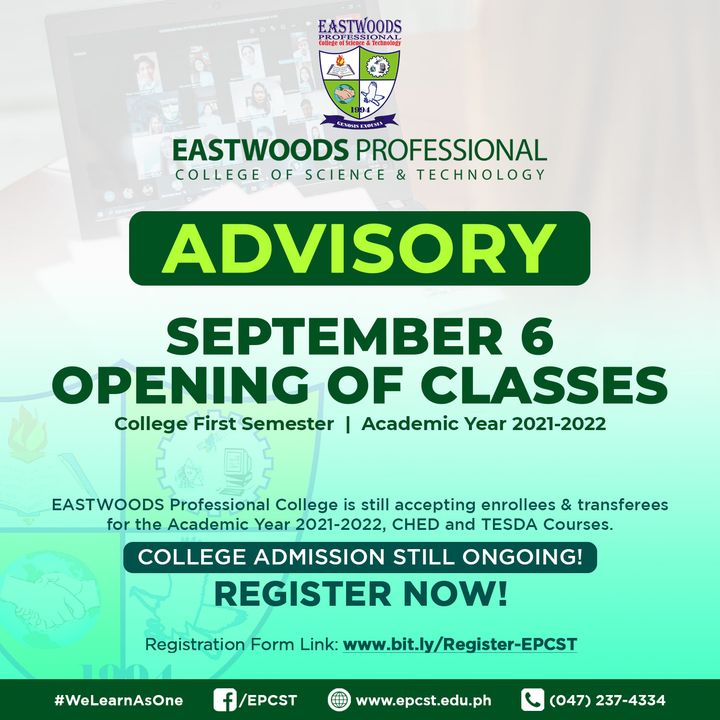 EASTWOODS
PROFESSIONAL
College of Science & Technology
1994
GENOSIS EXOUSIA
EASTWOODS PROFESSIONAL
COLLEGE OF SCIENCE & TECHNOLOGY
ADVISORY
SEPTEMBER 6
OPENING OF CLASSES
College First Semester | Academic Year 2021-2022
EASTWOODS Professional College is still accepting enrollees & transferees
for the Academic Year 2021-2022, CHED and TESDA Courses.
COLLEGE ADMISSION STILL ONGOING!
REGISTER NOW!
Registration Form Link: www.bit.ly/Register-EPCST
1994
#WeLearnAsOne /EPCST www.epcst.edu.ph (047) 237-4334